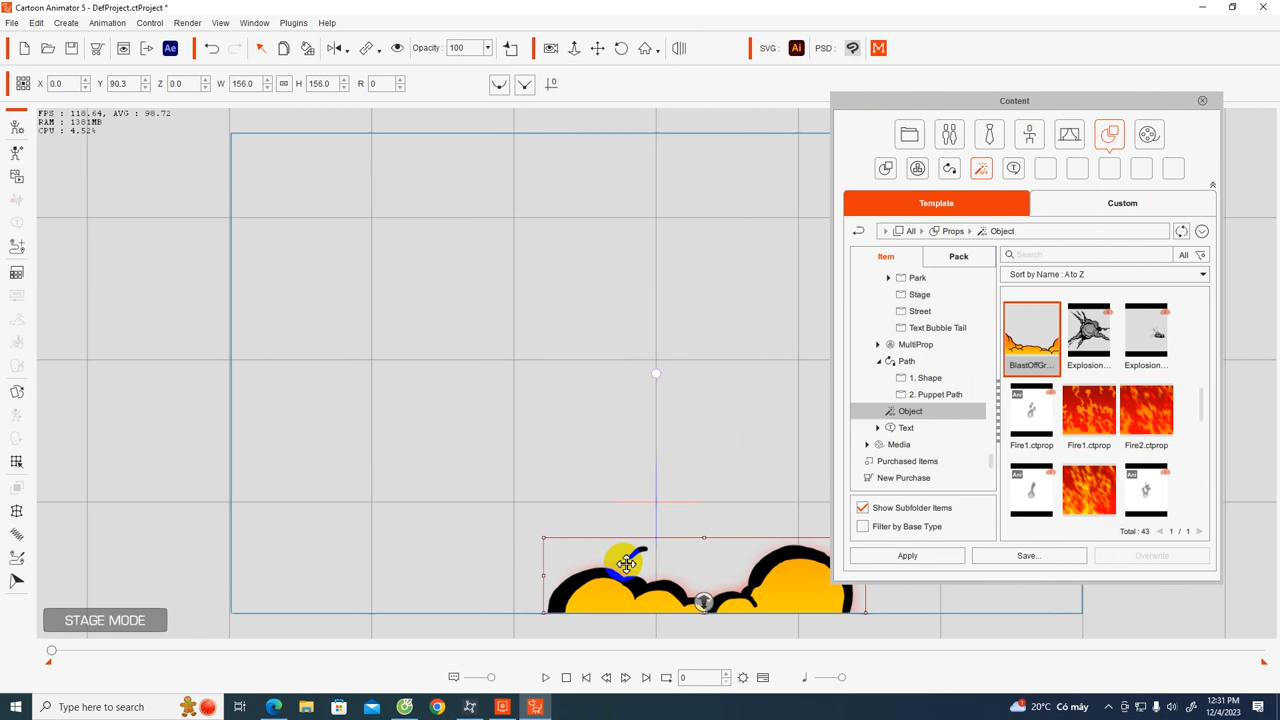 Cartoon Animator 5 - DefProject.ctProject *
File Edit Create Animation Control Render View Window Plugins Help
Opacity : 100 SVG : Ai PSD : M
X 0.0 Y 90.3 Z 0.0 W 156.0 H 156.0 R 0
FPS : 118.64, AVG : 98.72
RAM : 1381MB
CPU : 4.52%
Content
Template Custom
All Props Object
Item Pack
Search All
Sort by Name : A to Z
Park
Stage
Street
Text Bubble Tail
MultiProp
Path
1. Shape
2. Puppet Path
Object
Text
Media
Purchased Items
New Purchase
BlastOffGr... Explosion... Explosion...
Fire1.ctprop Fire1.ctprop Fire2.ctprop
Show Subfolder Items
Filter by Base Type
Total : 43 1 / 1
Apply Save... Overwrite
STAGE MODE
0
Type here to search
20°C Có mây
12:31 PM
12/4/2023